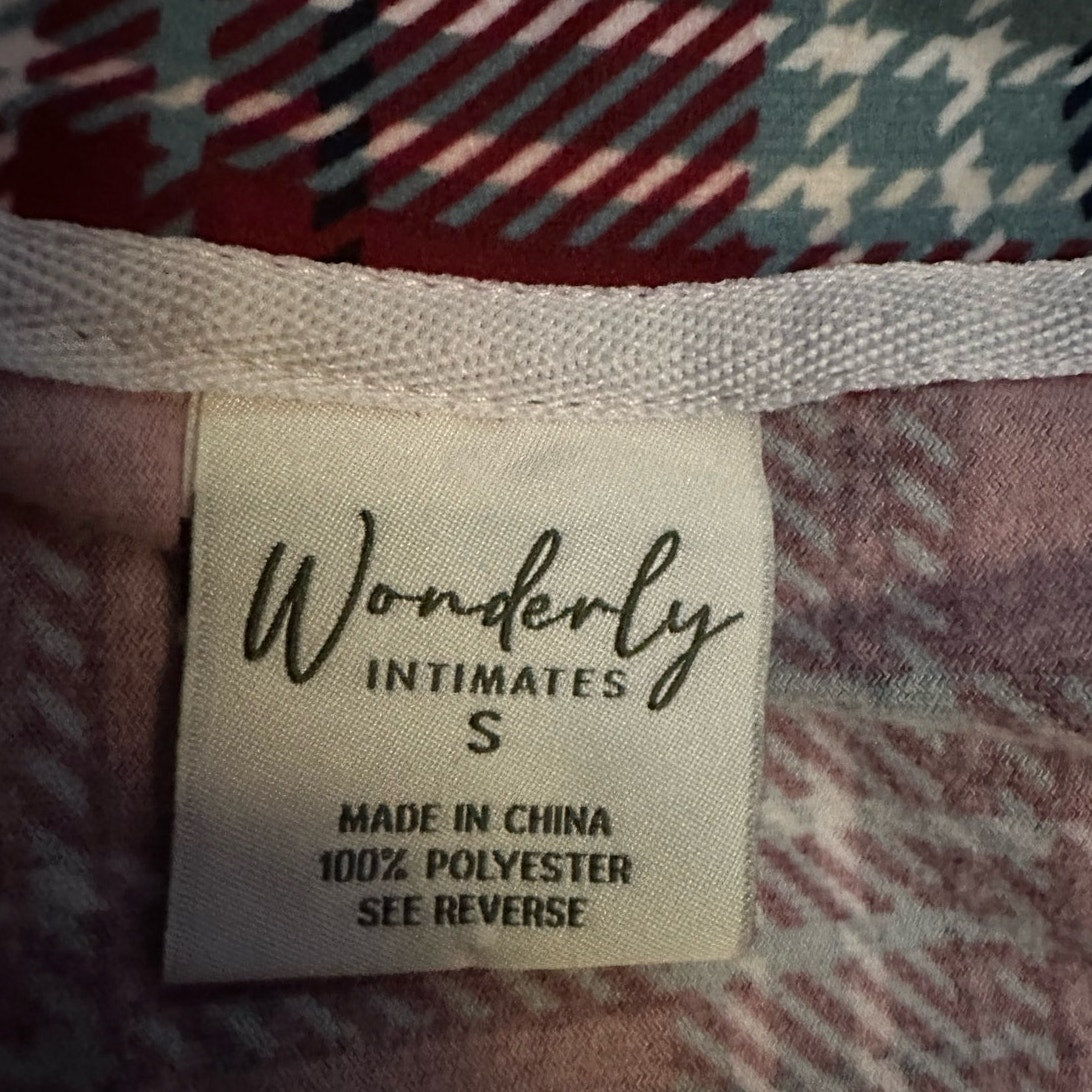 Wonderly
INTIMATES
S
MADE IN CHINA
100% POLYESTER
SEE REVERSE